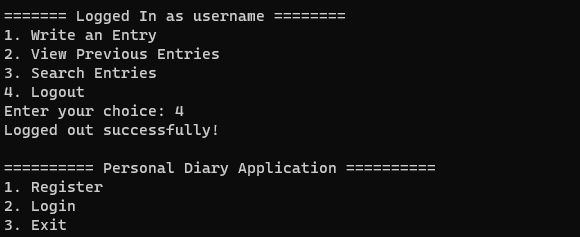 ======= Logged In as username ========
1. Write an Entry
2. View Previous Entries
3. Search Entries
4. Logout
Enter your choice: 4
Logged out successfully!
========== Personal Diary Application ==========
1. Register
2. Login
3. Exit